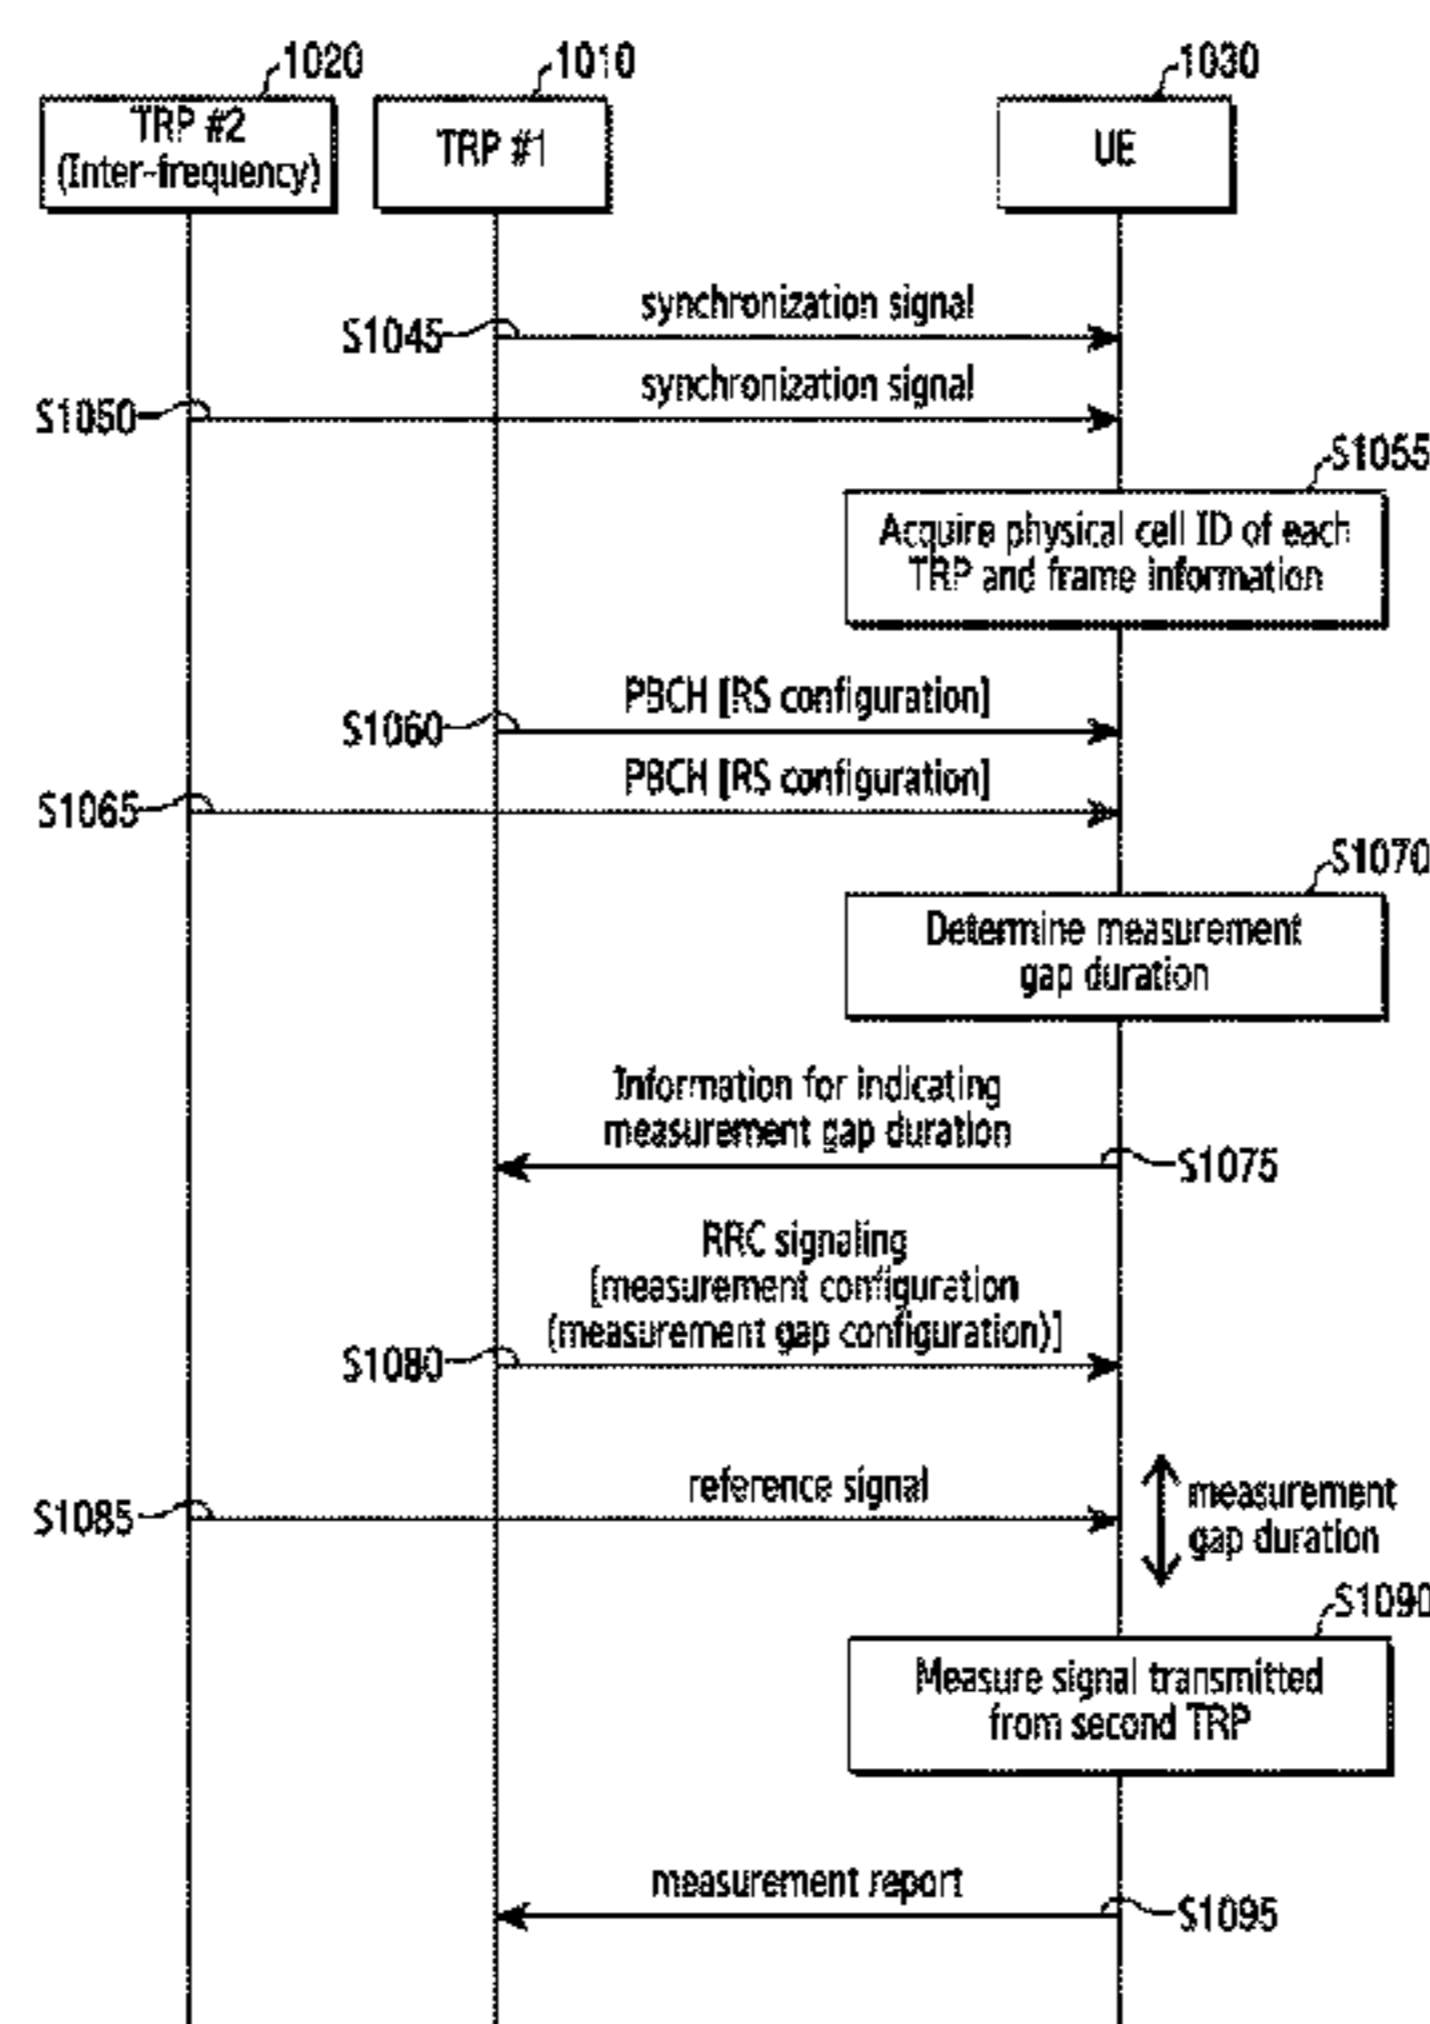 1020
1010
1030
TRP #2
(Inter-frequency)
TRP #1
UE
synchronization signal
S1045
synchronization signal
S1050
S1055
Acquire physical cell ID of each
TRP and frame information
PBCH [RS configuration]
S1060
PBCH [RS configuration]
S1065
S1070
Determine measurement
gap duration
Information for indicating
measurement gap duration
S1075
RRC signaling
[measurement configuration
(measurement gap configuration)]
S1080
reference signal
S1085
measurement
gap duration
S1090
Measure signal transmitted
from second TRP
measurement report
S1095